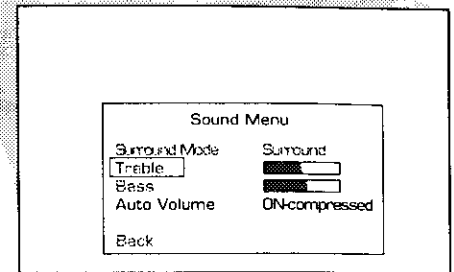 Sound Menu
Surround Mode Surround
Treble
Bass
Auto Volume ON-compressed
Back